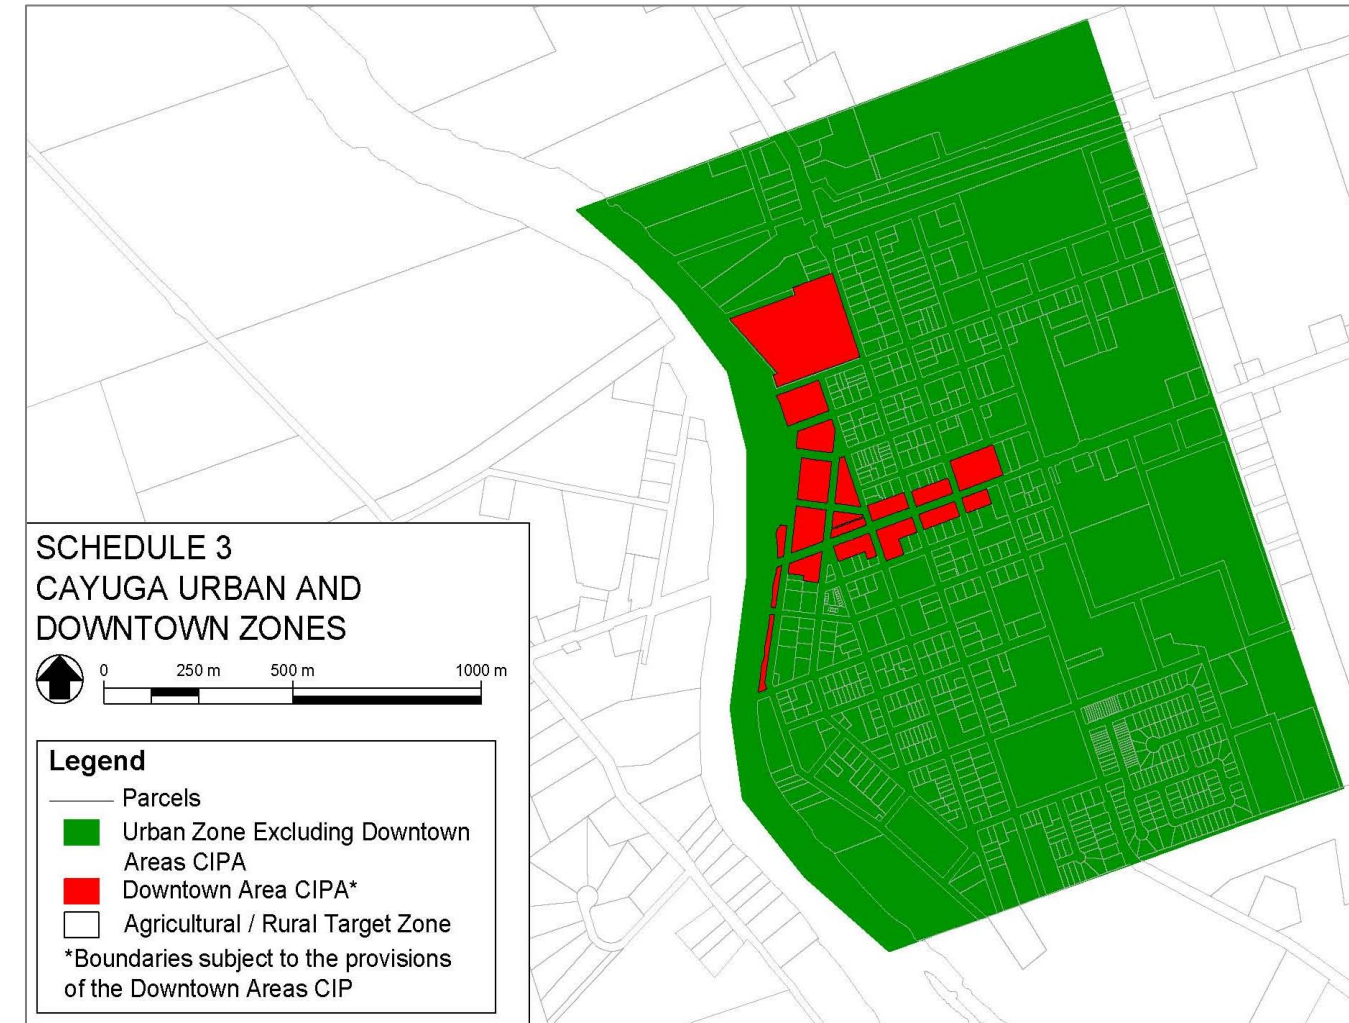 SCHEDULE 3
CAYUGA URBAN AND
DOWNTOWN ZONES
0 250 m 500 m 1000 m
Legend
Parcels
Urban Zone Excluding Downtown
Areas CIPA
Downtown Area CIPA*
Agricultural / Rural Target Zone
*Boundaries subject to the provisions
of the Downtown Areas CIP